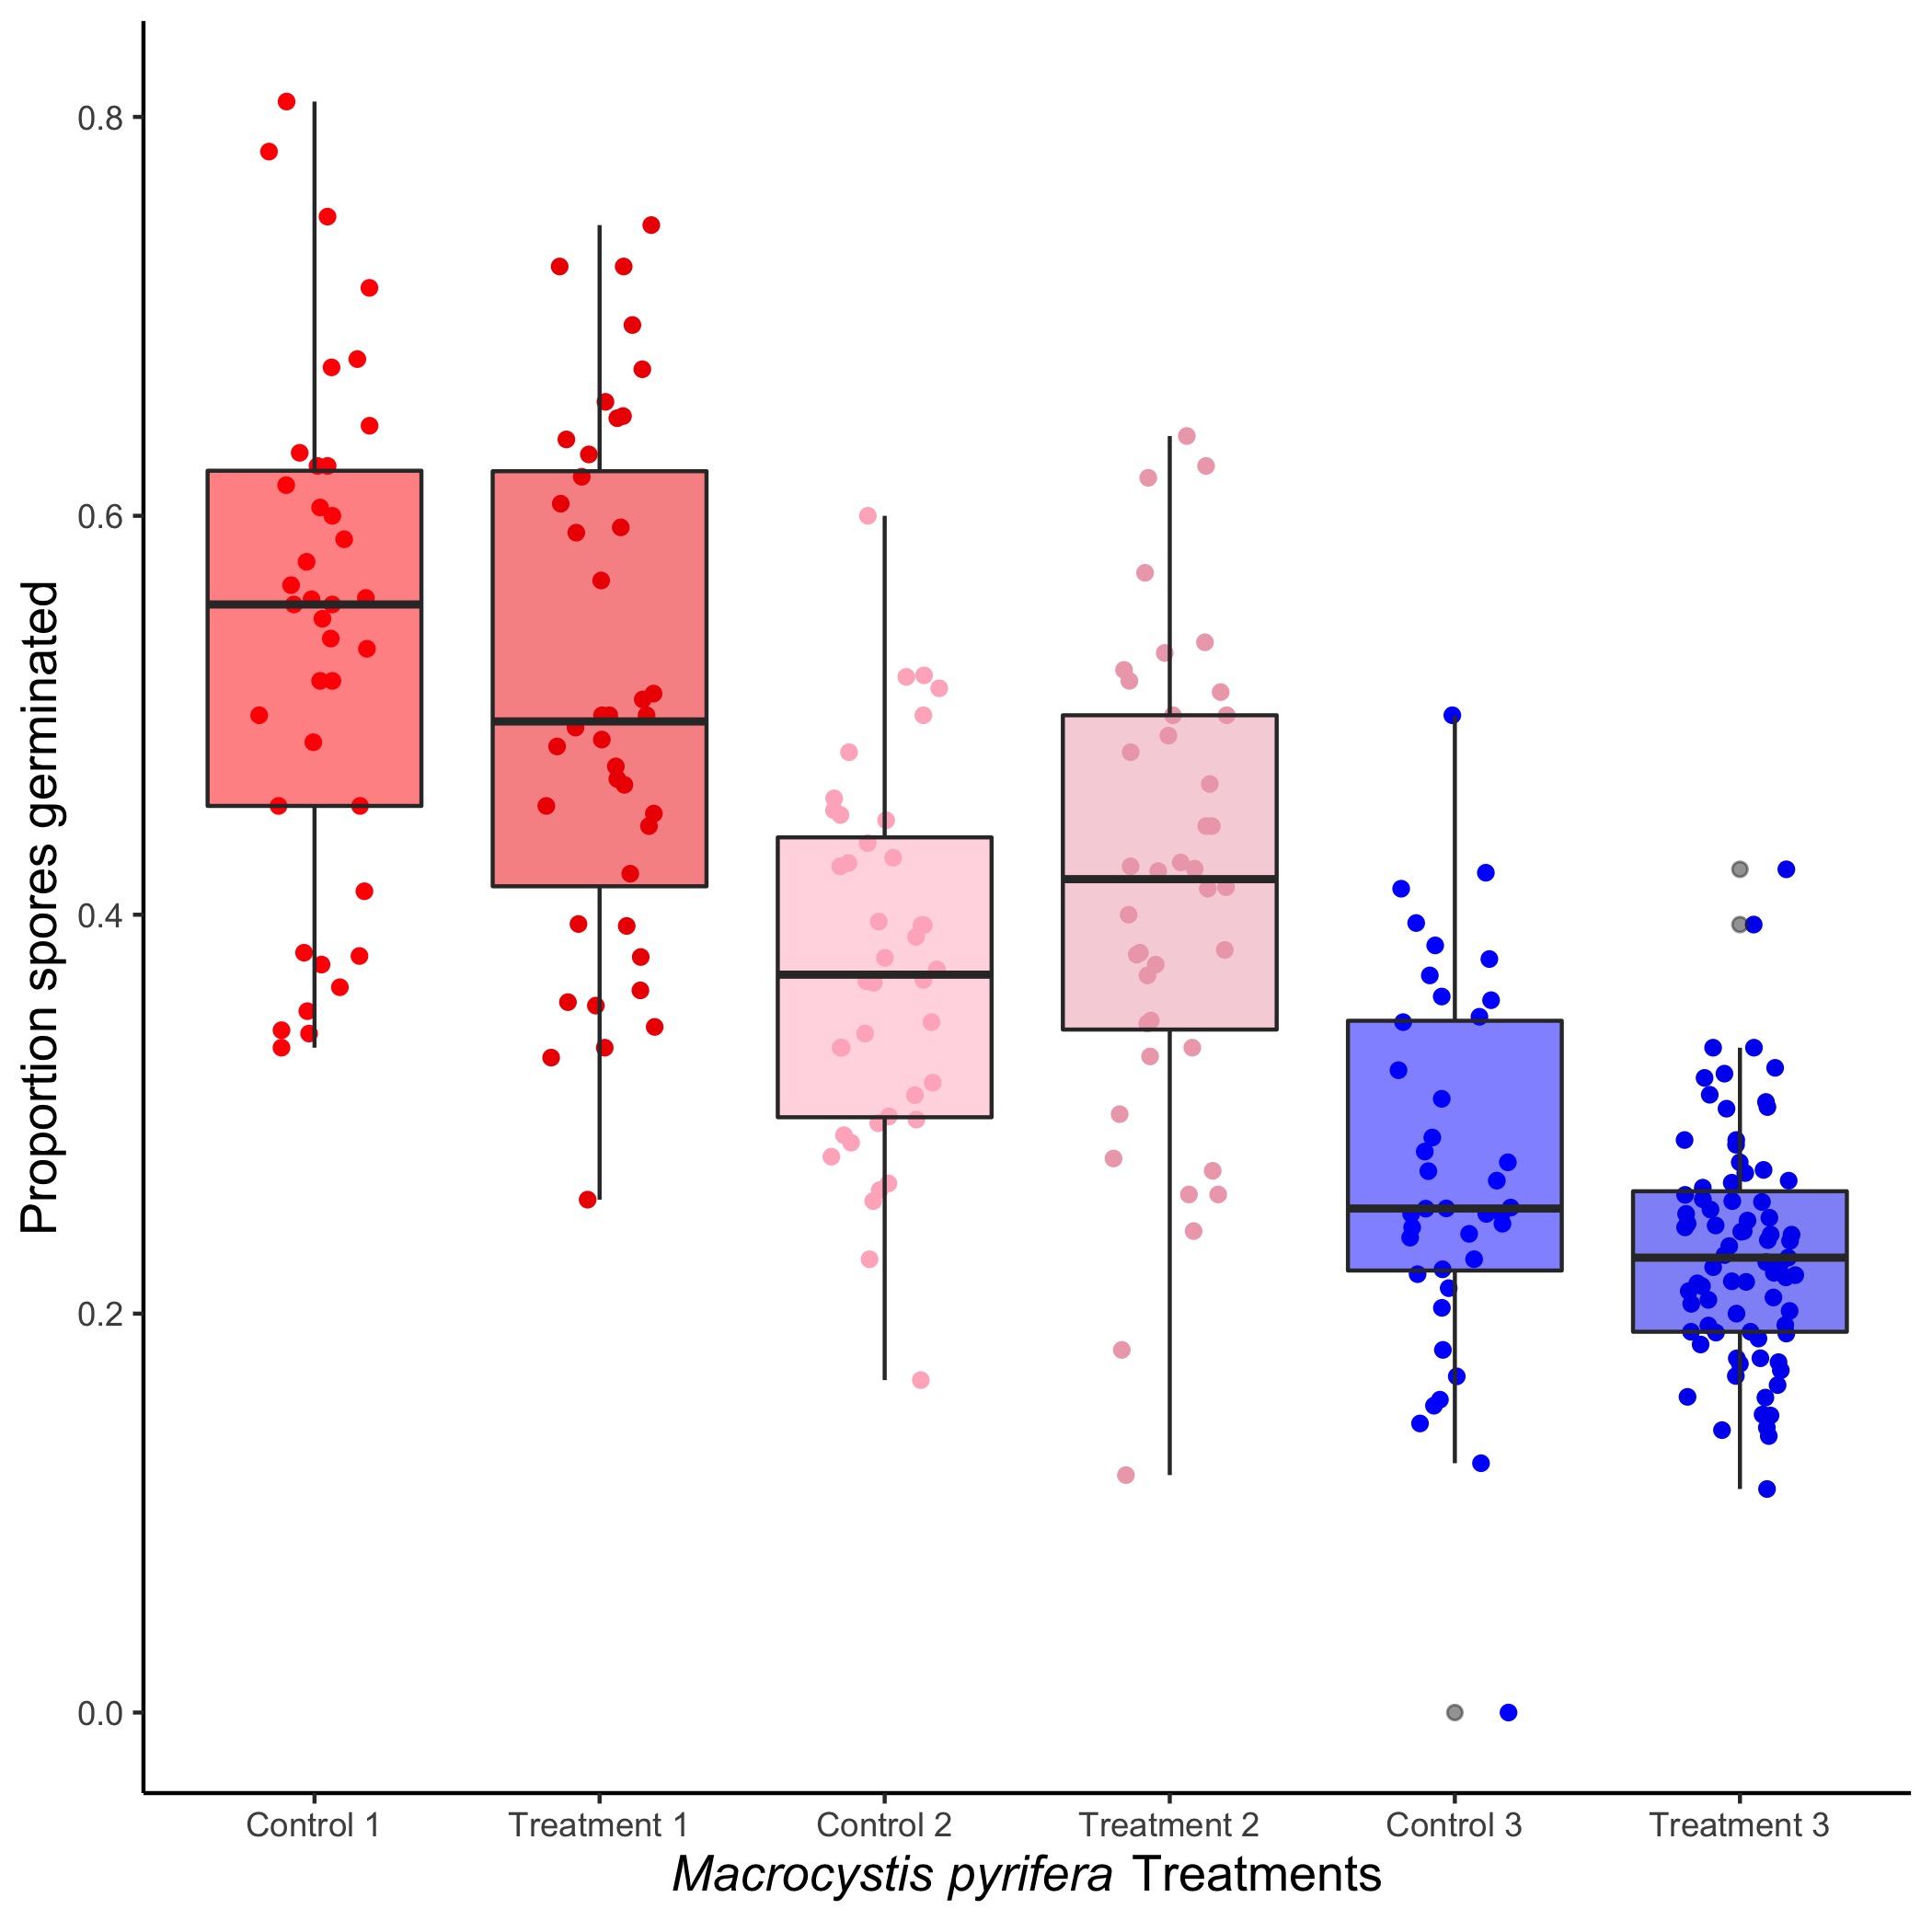 Proportion spores germinated
0.8
0.6
0.4
0.2
0.0
Control 1
Treatment 1
Control 2
Treatment 2
Control 3
Treatment 3
Macrocystis pyrifera Treatments